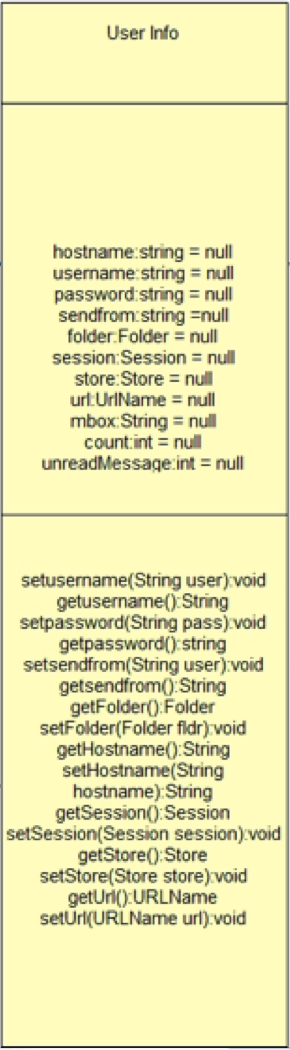 User Info
hostname:string = null
username:string = null
password:string = null
sendfrom:string =null
folder:Folder = null
session:Session = null
store:Store = null
url:UrlName = null
mbox:String = null
count:int = null
unreadMessage:int = null
setusername(String user):void
getusername():String
setpassword(String pass):void
getpassword():string
setsendfrom(String user):void
getsendfrom():String
getFolder():Folder
setFolder(Folder fldr):void
getHostname():String
setHostname(String
hostname):String
getSession():Session
setSession(Session session):void
getStore():Store
setStore(Store store):void
getUrl():URLName
setUrl(URLName url):void